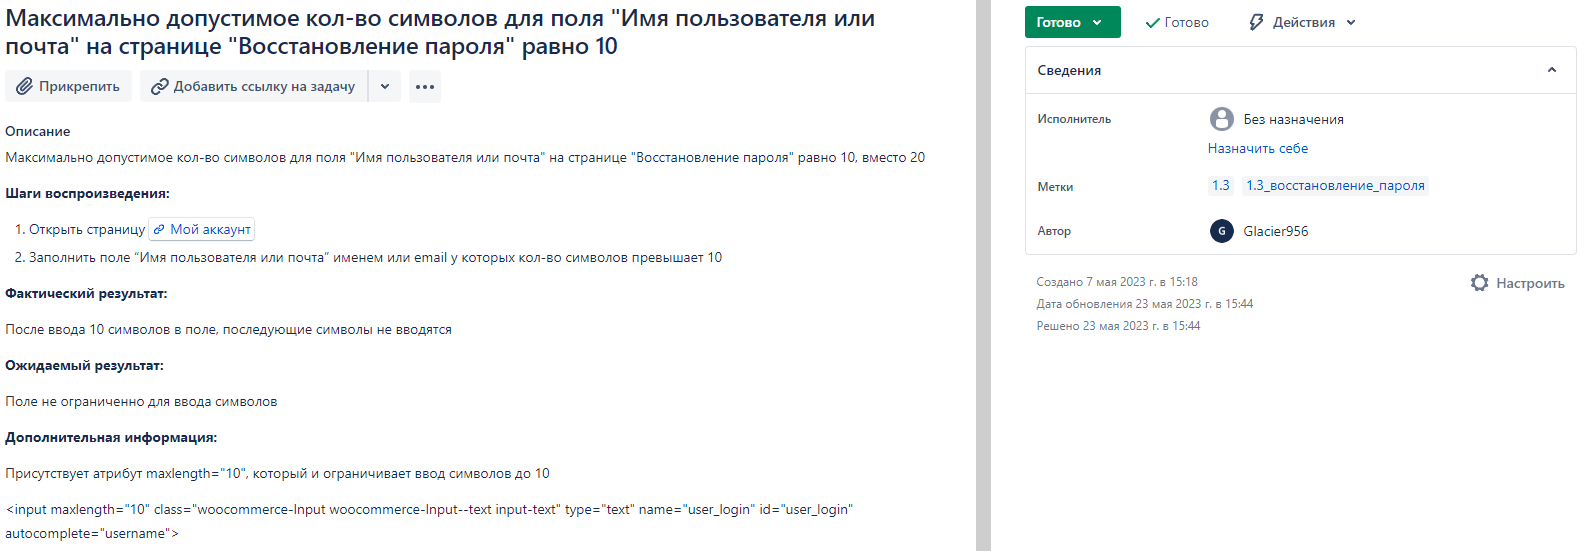 Максимально допустимое кол-во символов для поля "Имя пользователя или
почта" на странице "Восстановление пароля" равно 10
Прикрепить
Добавить ссылку на задачу
Описание
Максимально допустимое кол-во символов для поля "Имя пользователя или почта" на странице "Восстановление пароля" равно 10, вместо 20
Шаги воспроизведения:
1. Открыть страницу Мой аккаунт
2. Заполнить поле “Имя пользователя или почта” именем или email у которых кол-во символов превышает 10
Фактический результат:
После ввода 10 символов в поле, последующие символы не вводятся
Ожидаемый результат:
Поле не ограниченно для ввода символов
Дополнительная информация:
Присутствует атрибут maxlength="10", который и ограничивает ввод символов до 10
<input maxlength="10" class="woocommerce-Input woocommerce-Input--text input-text" type="text" name="user_login" id="user_login"
autocomplete="username">
Готово
Готово
Действия
Сведения
Исполнитель
Без назначения
Назначить себе
Метки
1.3 1.3_восстановление_пароля
Автор
G
Glacier956
Создано 7 мая 2023 г. в 15:18
Дата обновления 23 мая 2023 г. в 15:44
Решено 23 мая 2023 г. в 15:44
Настроить